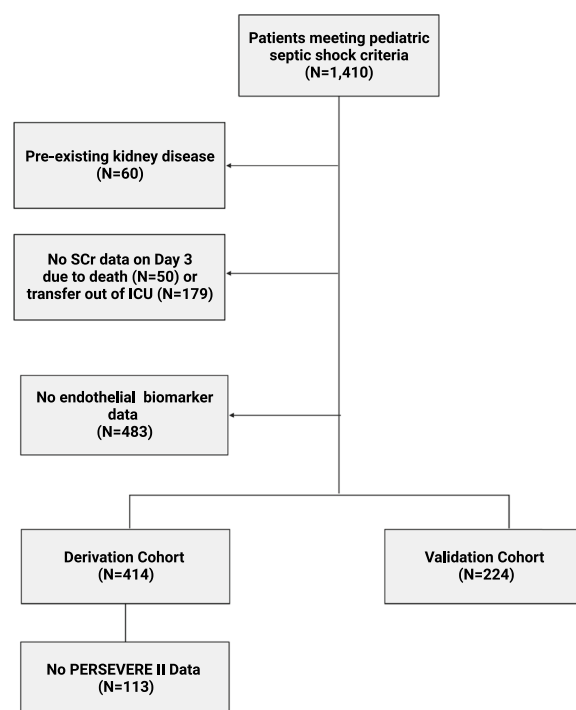 Patients meeting pediatric
septic shock criteria
(N=1,410)
Pre-existing kidney disease
(N=60)
No SCr data on Day 3
due to death (N=50) or
transfer out of ICU (N=179)
No endothelial biomarker
data
(N=483)
Derivation Cohort
(N=414)
Validation Cohort
(N=224)
No PERSEVERE II Data
(N=113)